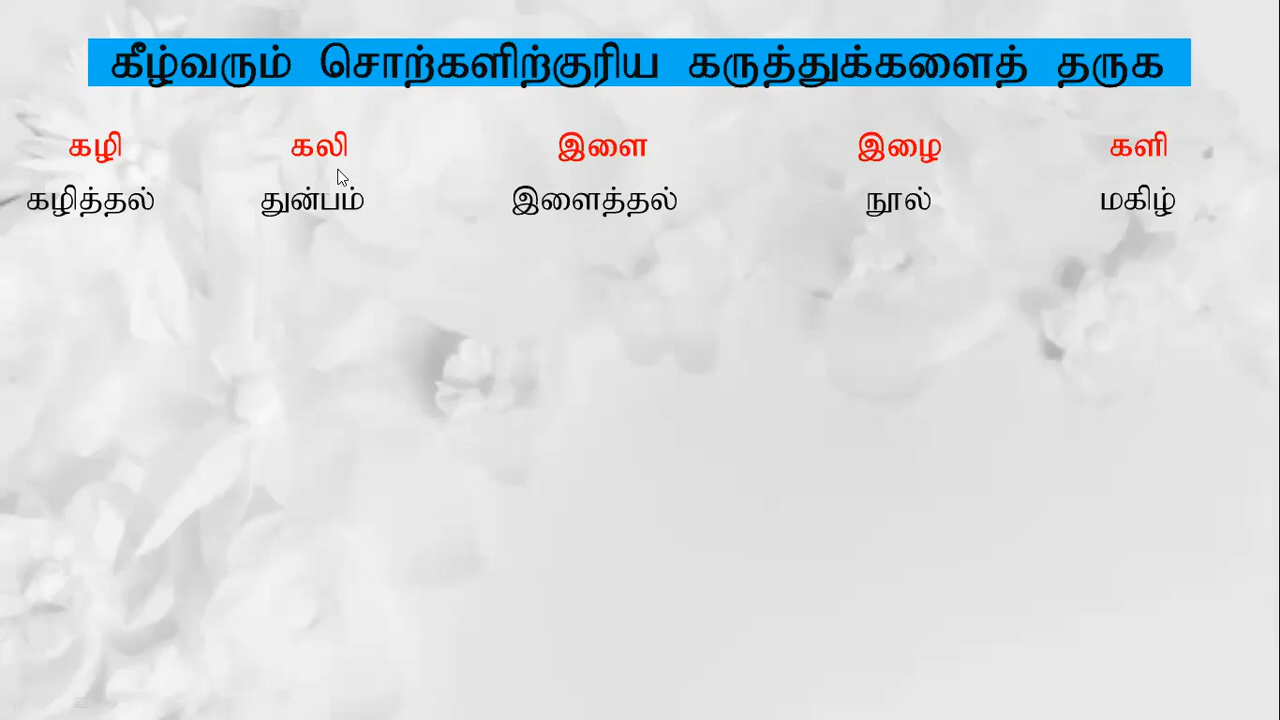 கீழ்வரும் சொற்களிற்குரிய கருத்துக்களைத் தருக
கழி கலி இளை இழை களி
கழித்தல் துன்பம் இளைத்தல் நூல் மகிழ்